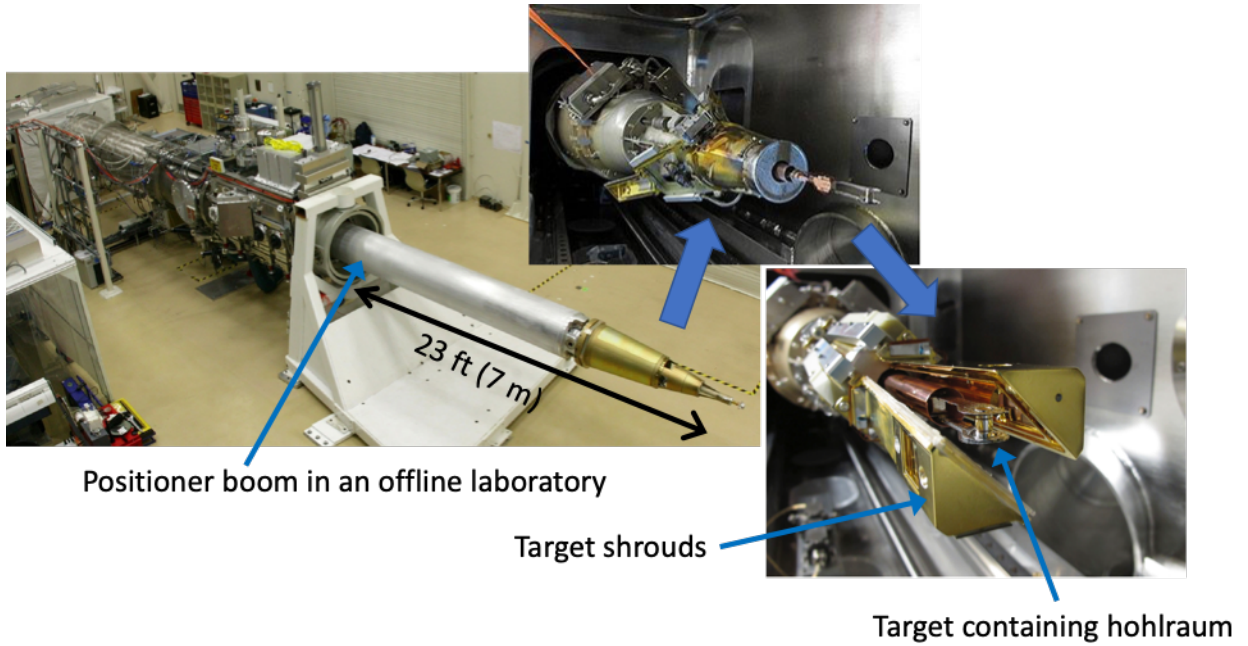 23 ft (7 m)
Positioner boom in an offline laboratory
Target shrouds
Target containing hohlraum